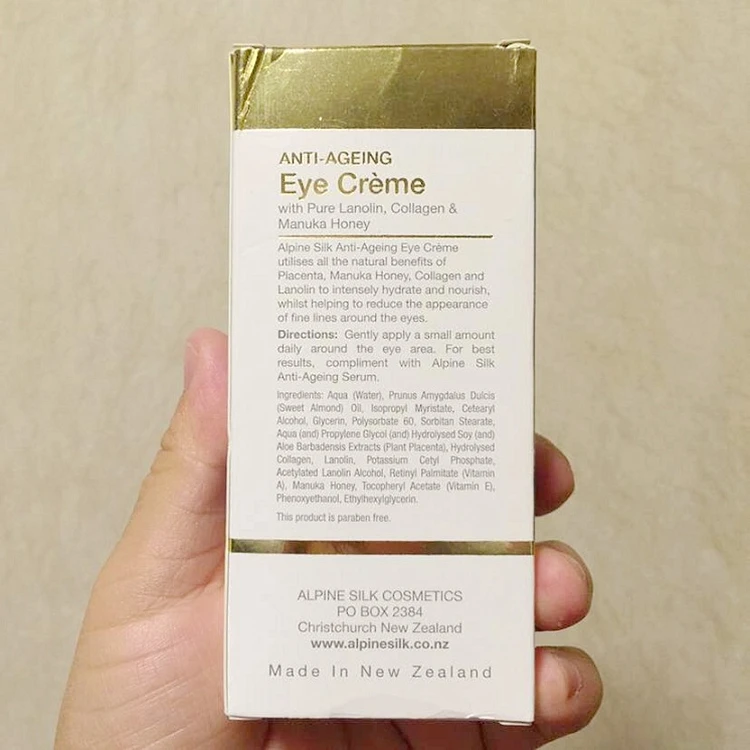 ANTI-AGEING
Eye Crème
with Pure Lanolin, Collagen &
Manuka Honey
Alpine Silk Anti-Ageing Eye Crème
utilises all the natural benefits of
Placenta, Manuka Honey, Collagen and
Lanolin to intensely hydrate and nourish,
whilst helping to reduce the appearance
of fine lines around the eyes.
Directions: Gently apply a small amount
daily around the eye area. For best
results, compliment with Alpine Silk
Anti-Ageing Serum.
Ingredients: Aqua (Water), Prunus Amygdalus Dulcis
(Sweet Almond) Oil, Isopropyl Myristate, Cetearyl
Alcohol, Glycerin, Polysorbate 60, Sorbitan Stearate,
Aqua (and) Propylene Glycol (and) Hydrolysed Soy (and)
Aloe Barbadensis Extracts (Plant Placenta), Hydrolysed
Collagen, Lanolin, Potassium Cetyl Phosphate,
Acetylated Lanolin Alcohol, Retinyl Palmitate (Vitamin
A), Manuka Honey, Tocopheryl Acetate (Vitamin E),
Phenoxyethanol, Ethylhexylglycerin.
This product is paraben free.
ALPINE SILK COSMETICS
PO BOX 2384
Christchurch New Zealand
www.alpinesilk.co.nz
Made In New Zealand